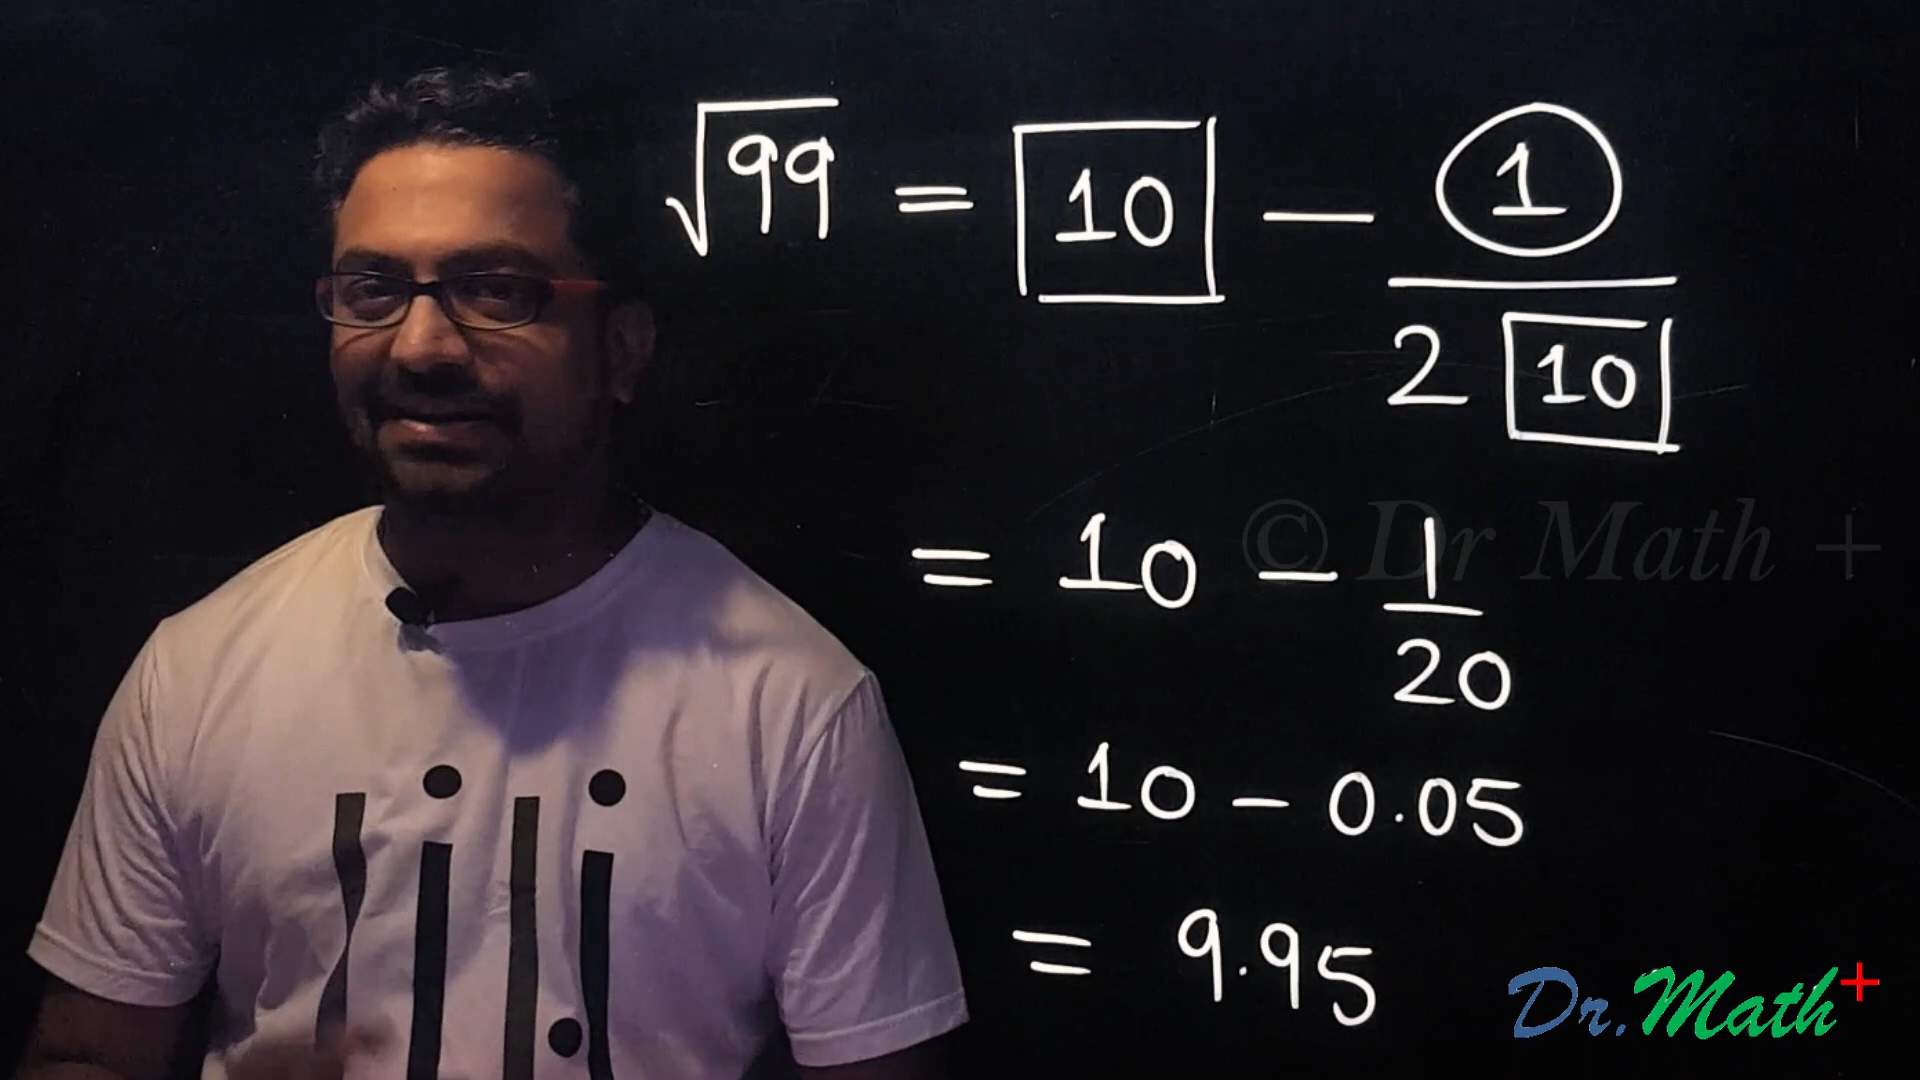 √99 = 10 − 1
2 10
= 10 − 1/20
= 10 − 0.05
= 9.95
© Dr Math +
Dr.Math+